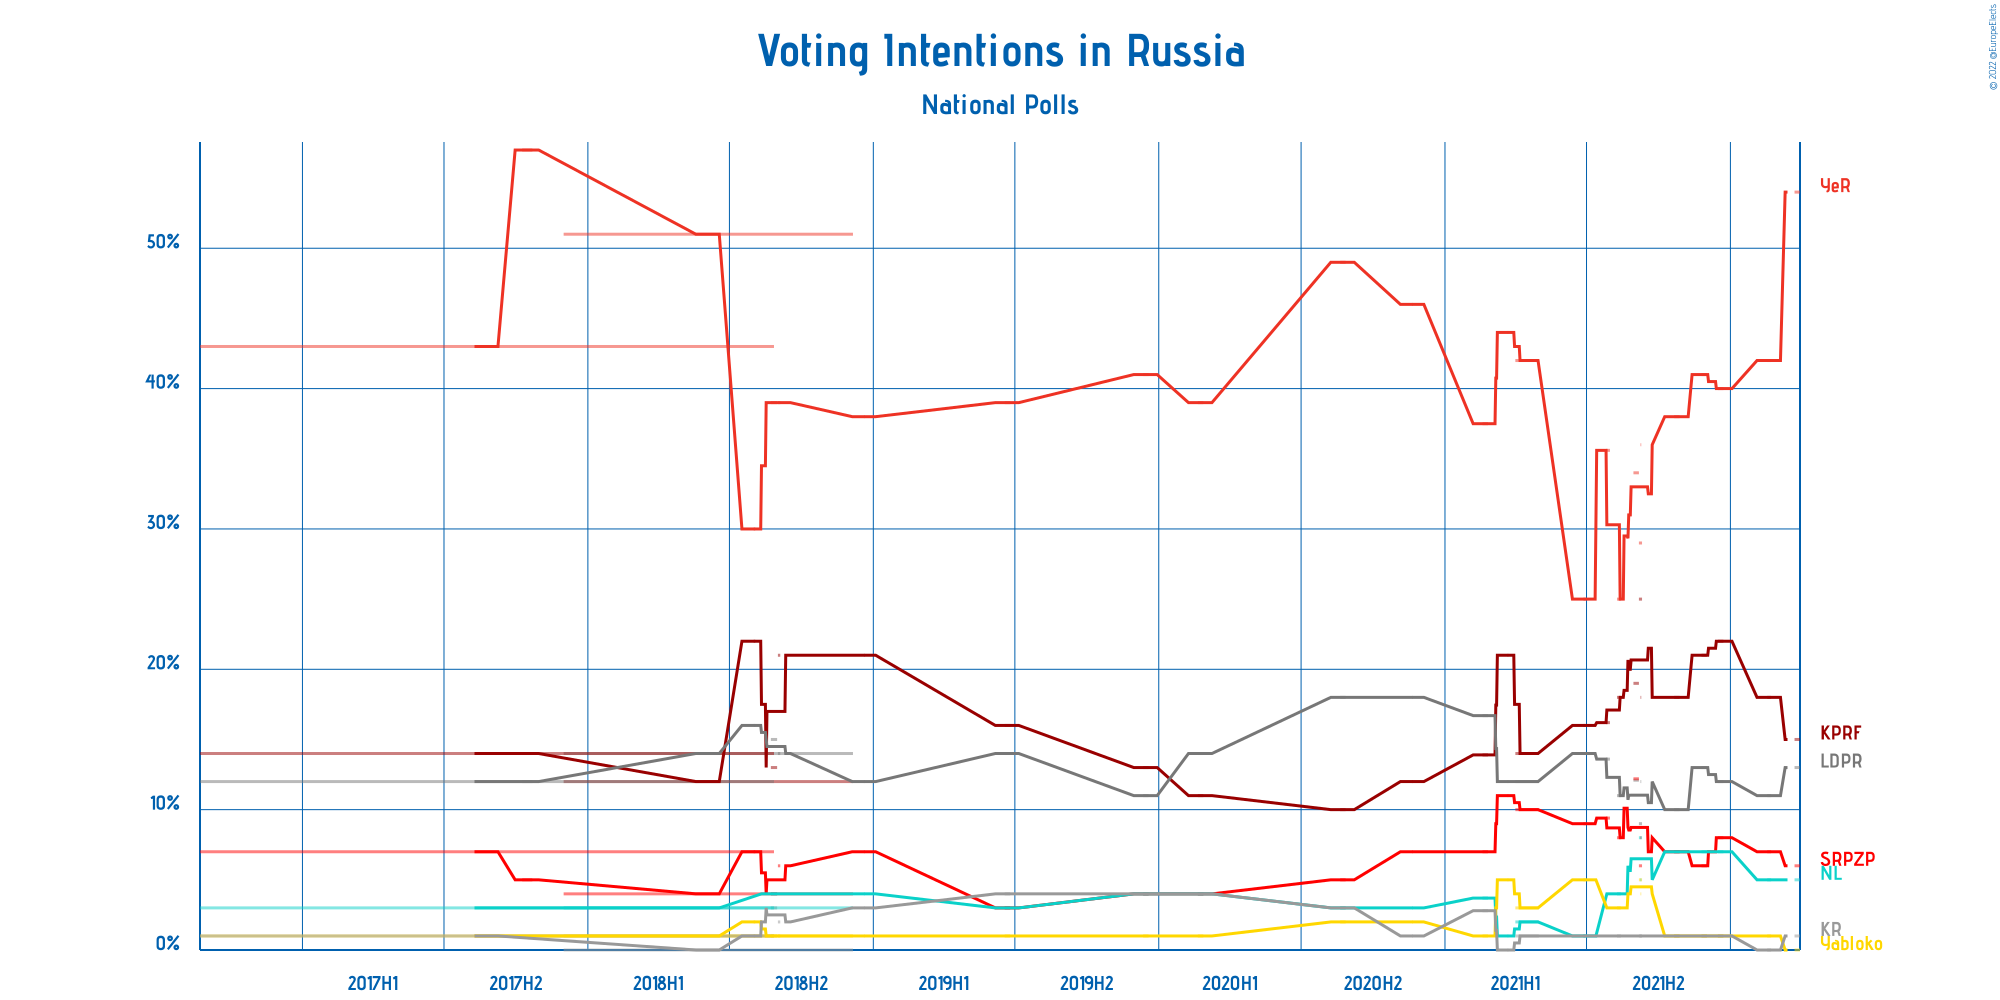 Voting Intentions in Russia
National Polls
© 2022 @EuropeElects
YeR
50%
40%
30%
20%
KPRF
LDPR
10%
SRPZP
NL
KR
0%
Yabloko
2017H1 2017H2 2018H1 2018H2 2019H1 2019H2 2020H1 2020H2 2021H1 2021H2